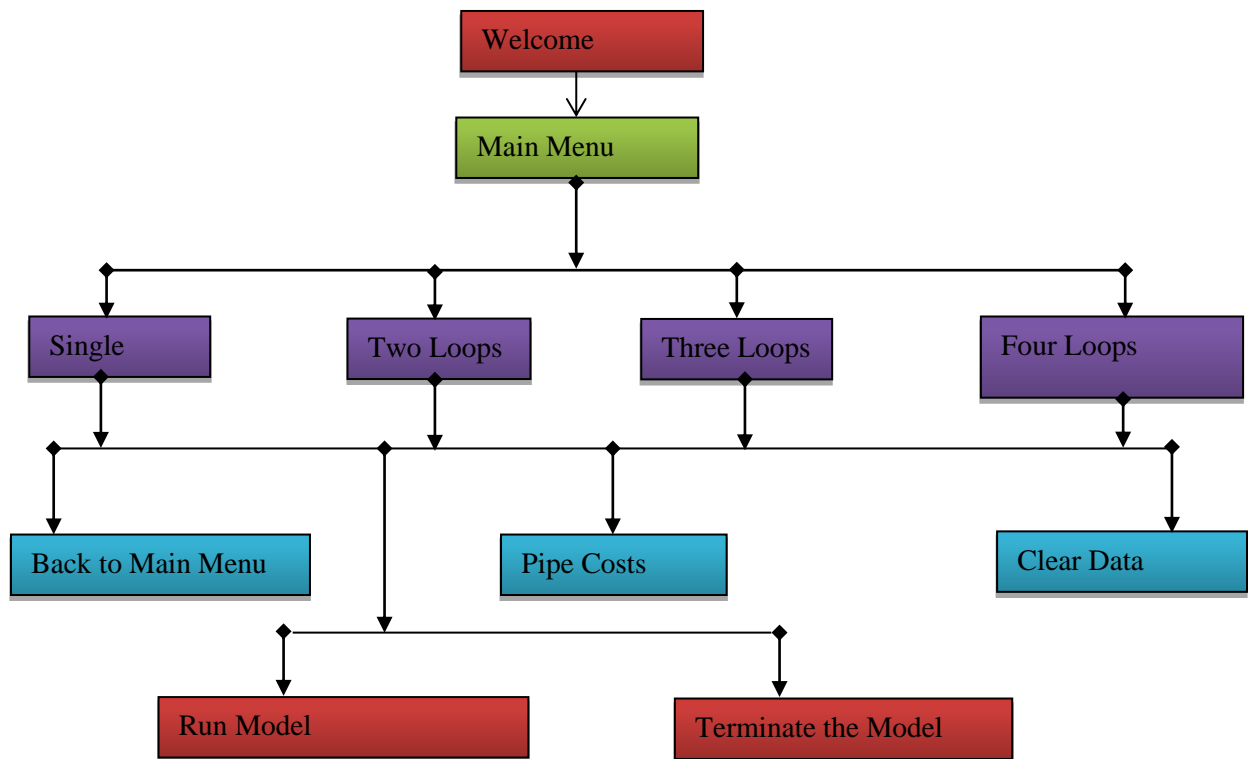 Welcome
Main Menu
Single
Two Loops
Three Loops
Four Loops
Back to Main Menu
Pipe Costs
Clear Data
Run Model
Terminate the Model